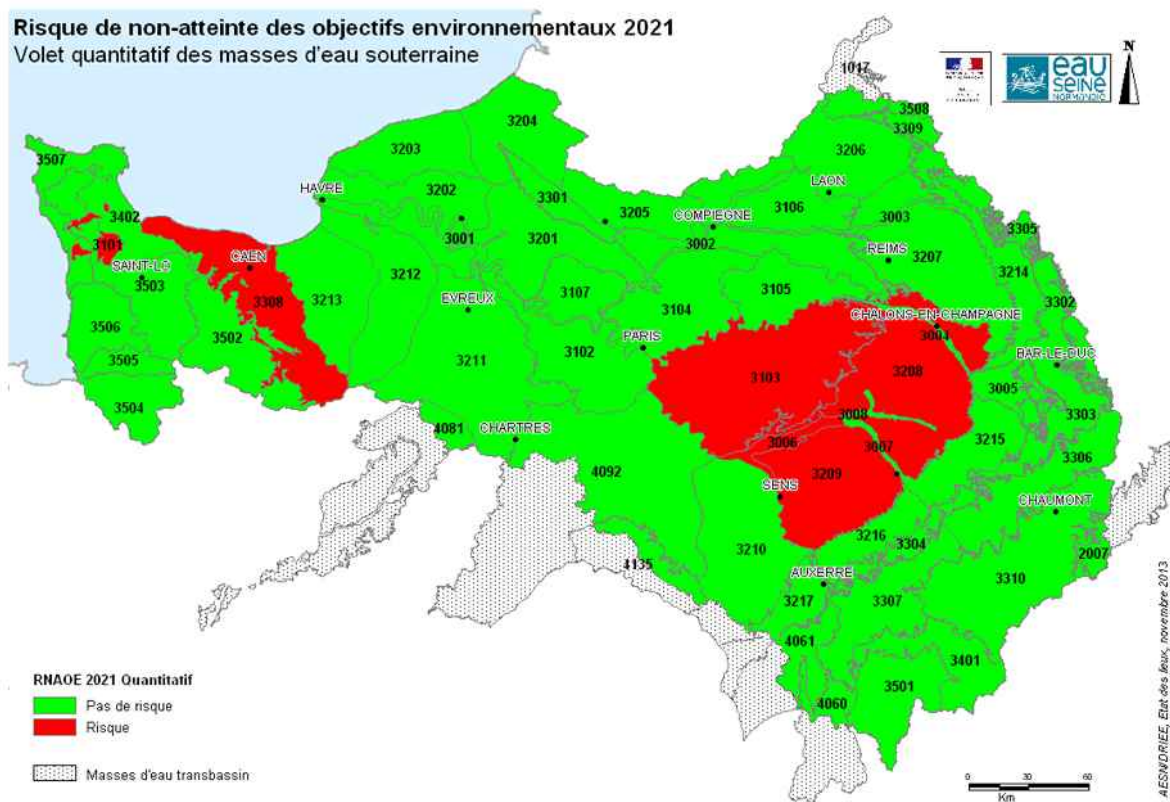 Risque de non-atteinte des objectifs environnementaux 2021
Volet quantitatif des masses d'eau souterraine
eau
SEINE
NORMANDIE
N
1017
3508
3309
3204
3203
3206
3507
HAVRE
3202
3301
LAON
3205
3106
3402
COMPIEGNE
3003
3305
3001
3201
3002
3101
REIMS
CAEN
3207
SAINT-LO
3212
3214
3503
3107
3105
3308
3213
EVREUX
3104
3302
CHALONS-EN-CHAMPAGNE
3506
3502
PARIS
3004
3102
BAR-LE-DUC
3505
3211
3103
3208
3005
3504
3008
3303
4081
CHARTRES
3006
3007
3215
3306
4092
3209
SENS
CHAUMONT
3216
3304
3210
2007
4135
AUXERRE
3310
3217
3307
4061
3401
3501
4060
RNAOE 2021 Quantitatif
Pas de risque
Risque
Masses d'eau transbassin
0 30 60
Km
AESN/DRIEE, Etat des lieux, novembre 2013